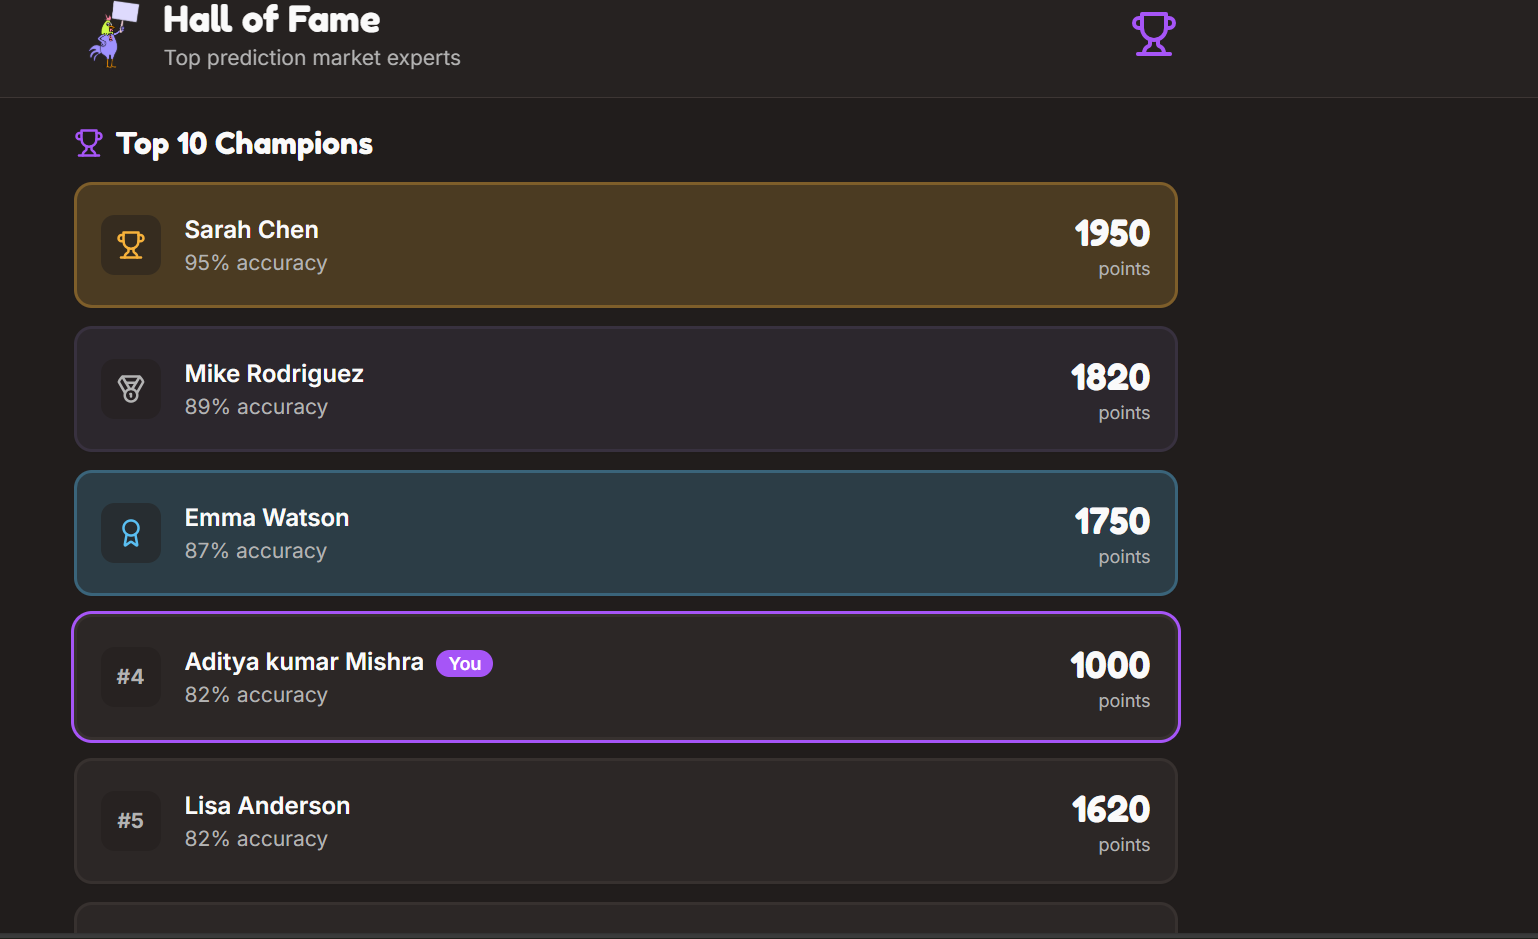 Hall of Fame
Top prediction market experts
Top 10 Champions
Sarah Chen
95% accuracy
1950
points
Mike Rodriguez
89% accuracy
1820
points
Emma Watson
87% accuracy
1750
points
#4
Aditya kumar Mishra You
82% accuracy
1000
points
#5
Lisa Anderson
82% accuracy
1620
points